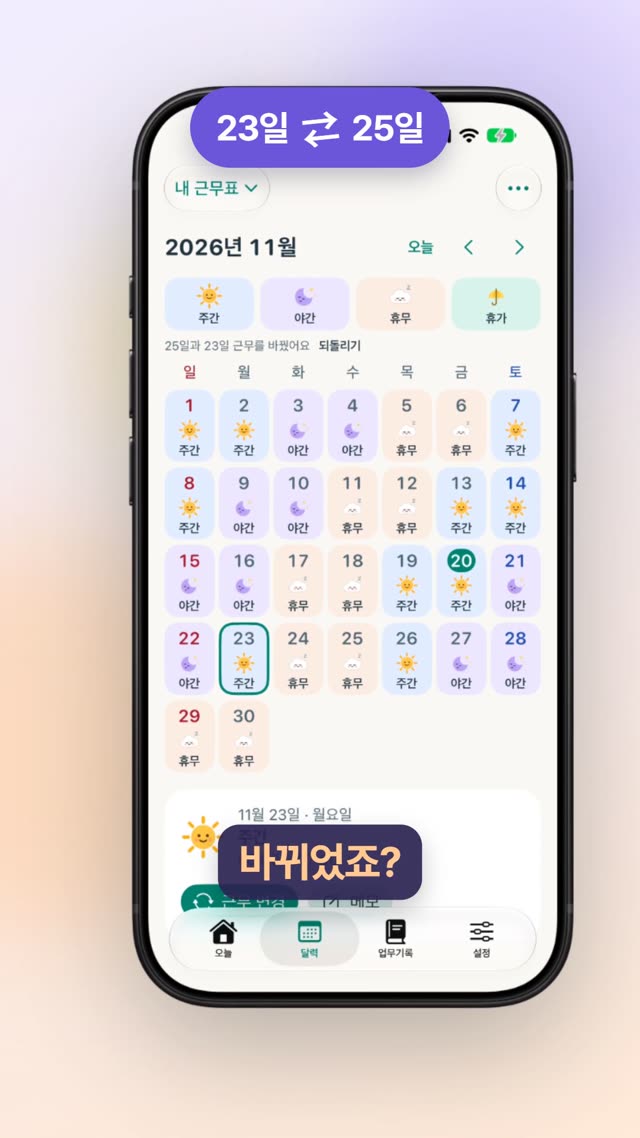 23일 ⇄ 25일
내 근무표
2026년 11월
오늘
주간 야간 휴무 휴가
25일과 23일 근무를 바꿨어요 되돌리기
일 월 화 수 목 금 토
1 2 3 4 5 6 7
주간 주간 야간 야간 휴무 휴무 주간
8 9 10 11 12 13 14
주간 야간 야간 휴무 휴무 주간 주간
15 16 17 18 19 20 21
야간 야간 휴무 휴무 주간 주간 야간
22 23 24 25 26 27 28
야간 주간 휴무 휴무 주간 야간 야간
29 30
휴무 휴무
11월 23일 · 월요일
바뀌었죠?
오늘 달력 업무기록 설정